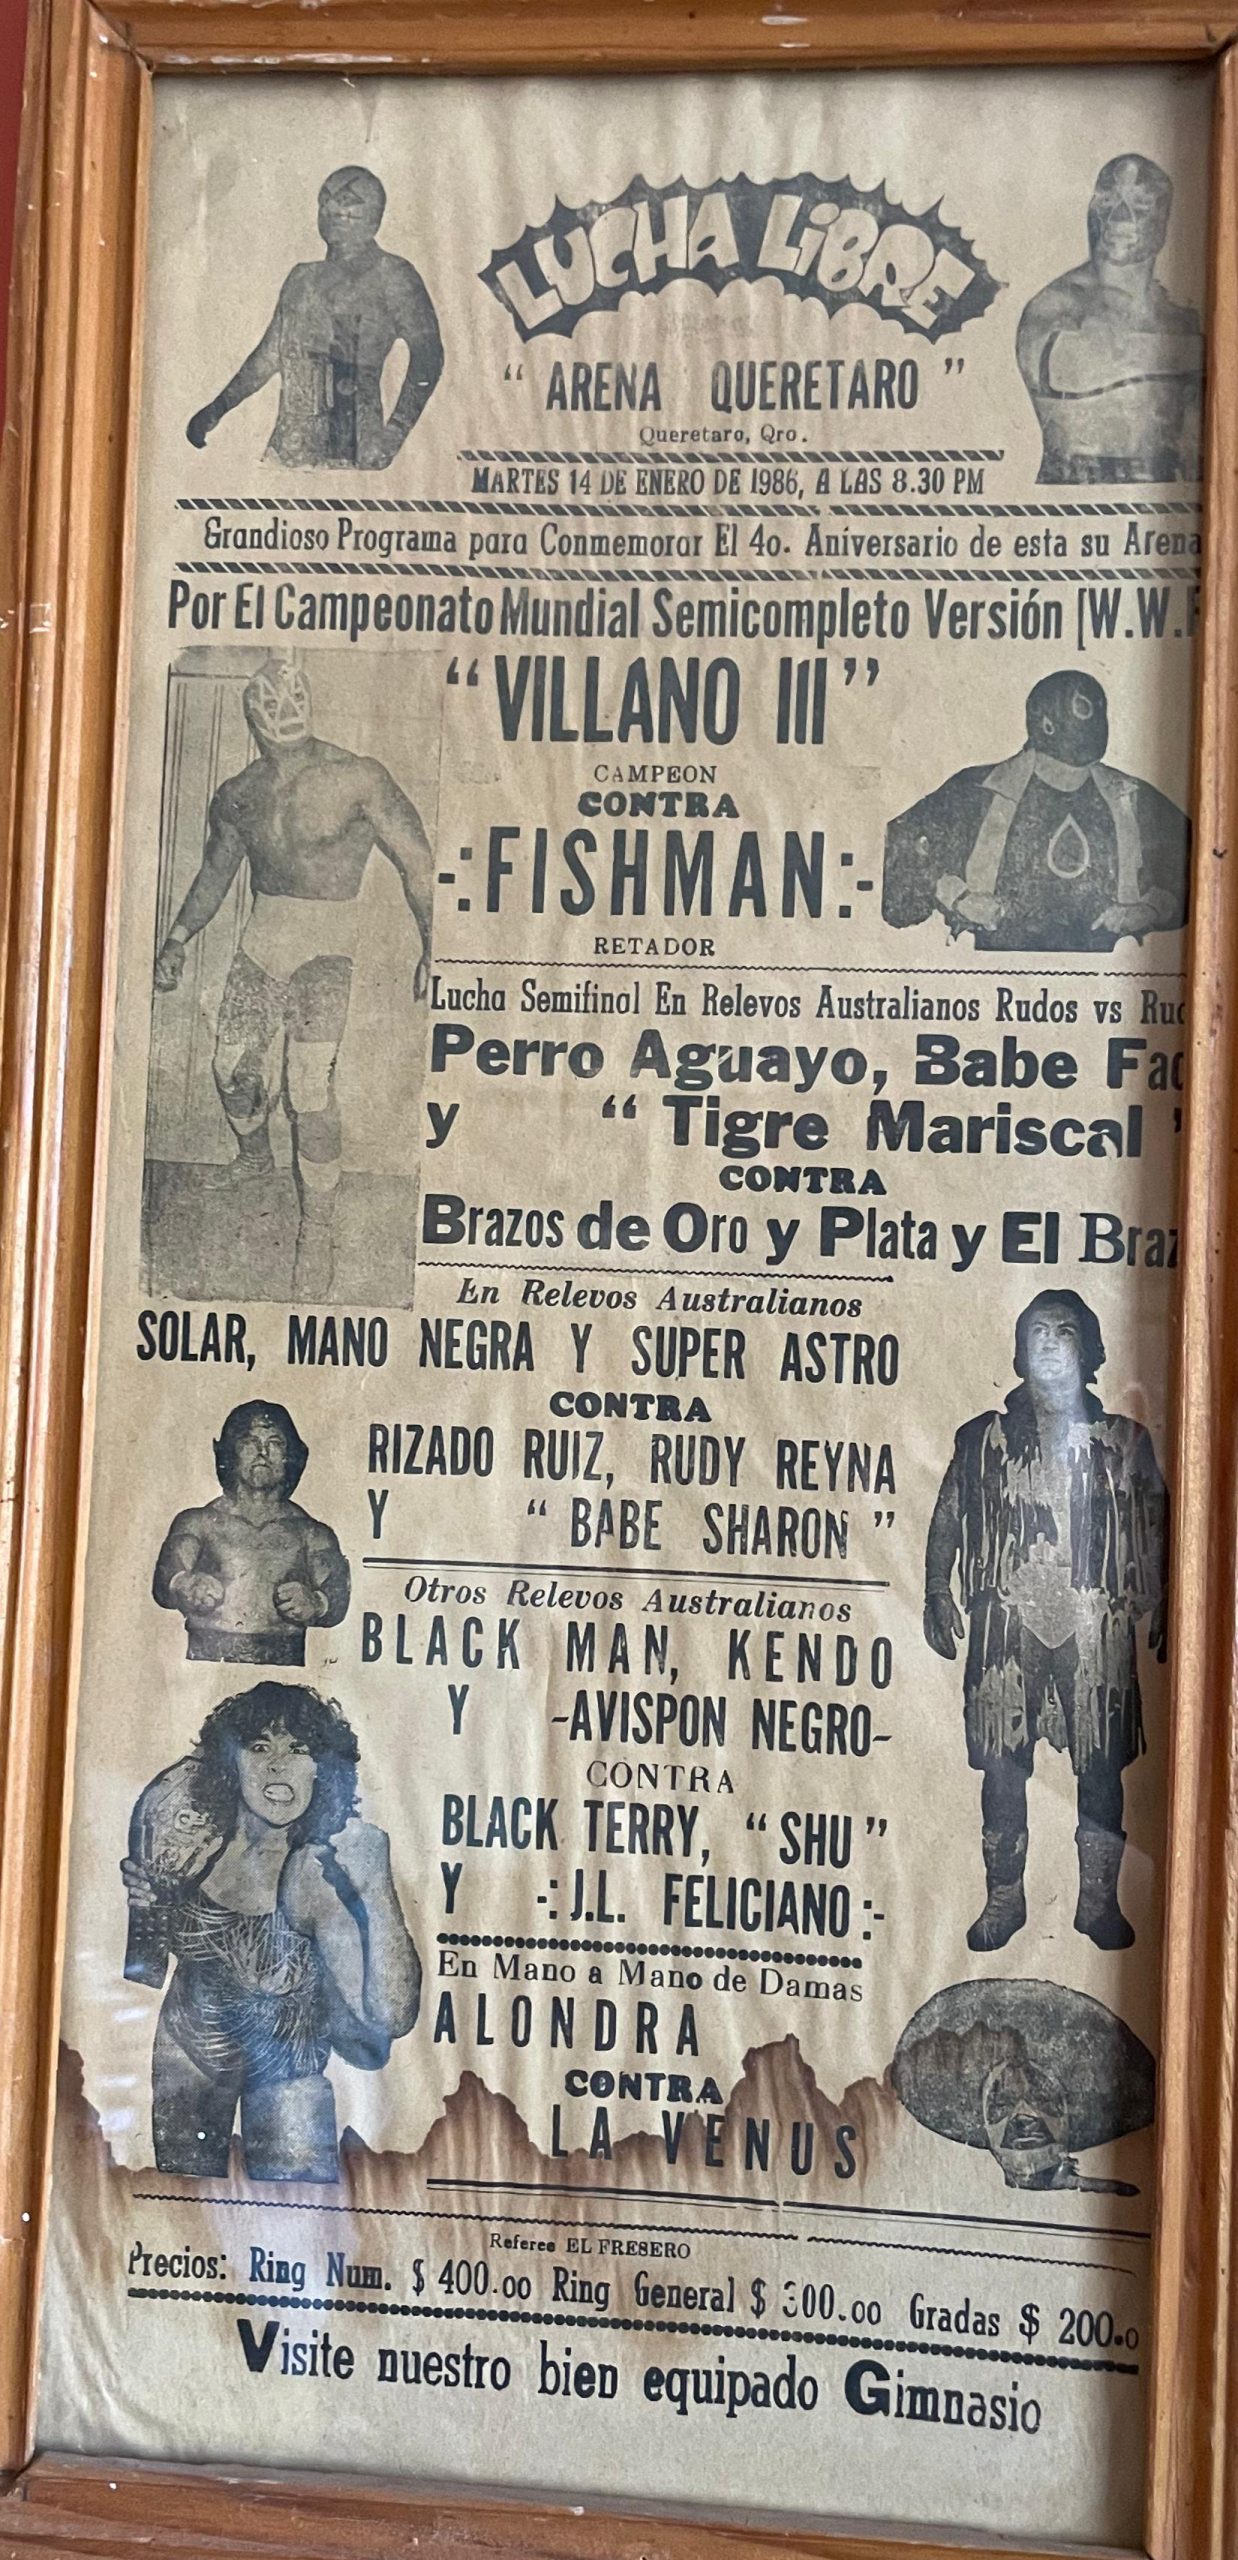 LUCHA LIBRE
" ARENA QUERETARO "
Queretaro, Qro.
MARTES 14 DE ENERO DE 1986, A LAS 8.30 PM
Grandioso Programa para Conmemorar El 4o. Aniversario de esta su Arena
Por El Campeonato Mundial Semicompleto Versión [W.W.F
"VILLANO III"
CAMPEON
CONTRA
-:FISHMAN:-
RETADOR
Lucha Semifinal En Relevos Australianos Rudos vs
Perro Aguayo, Babe
y " Tigre Mariscal "
CONTRA
Brazos de Oro y Plata y El
En Relevos Australianos
SOLAR, MANO NEGRA Y SUPER ASTRO
CONTRA
RIZADO RUIZ, RUDY REYNA
Y " BABE SHARON "
Otros Relevos Australianos
BLACK MAN, KENDO
Y -AVISPON NEGRO-
CONTRA
BLACK TERRY, "SHU"
Y -:J.L. FELICIANO:-
En Mano a Mano de Damas
ALONDRA
CONTRA
LA VENUS
Referee EL FRESERO
Precios: Ring Num. $ 400.00 Ring General $ 300.00 Gradas $ 200.0
Visite nuestro bien equipado Gimnasio